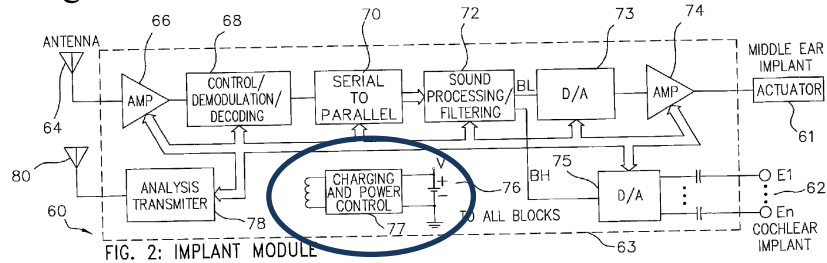 66
68
70
72
73
74
ANTENNA
MIDDLE EAR
IMPLANT
AMP
CONTROL/
DEMODULATION/
DECODING
SERIAL
TO
PARALLEL
SOUND
PROCESSING/
FILTERING
BL
D/A
AMP
ACTUATOR
64
61
80
75
ANALYSIS
TRANSMITER
CHARGING
AND POWER
CONTROL
V
+
−
76
BH
D/A
E1
62
En
60
78
77
TO ALL BLOCKS
63
COCHLEAR
IMPLANT
FIG. 2: IMPLANT MODULE